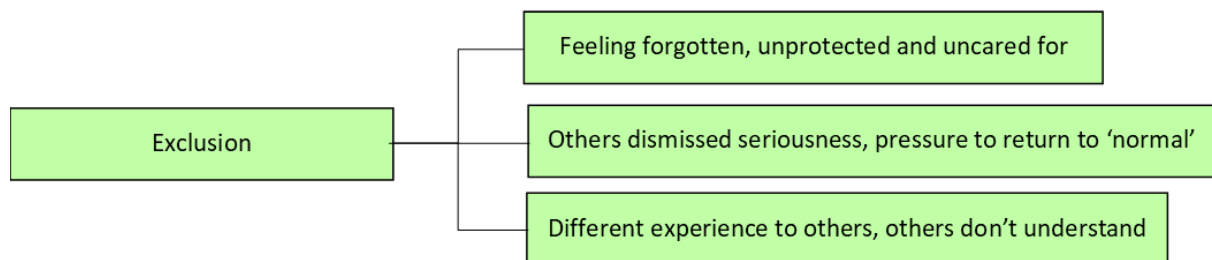 Feeling forgotten, unprotected and uncared for
Exclusion
Others dismissed seriousness, pressure to return to ‘normal’
Different experience to others, others don’t understand